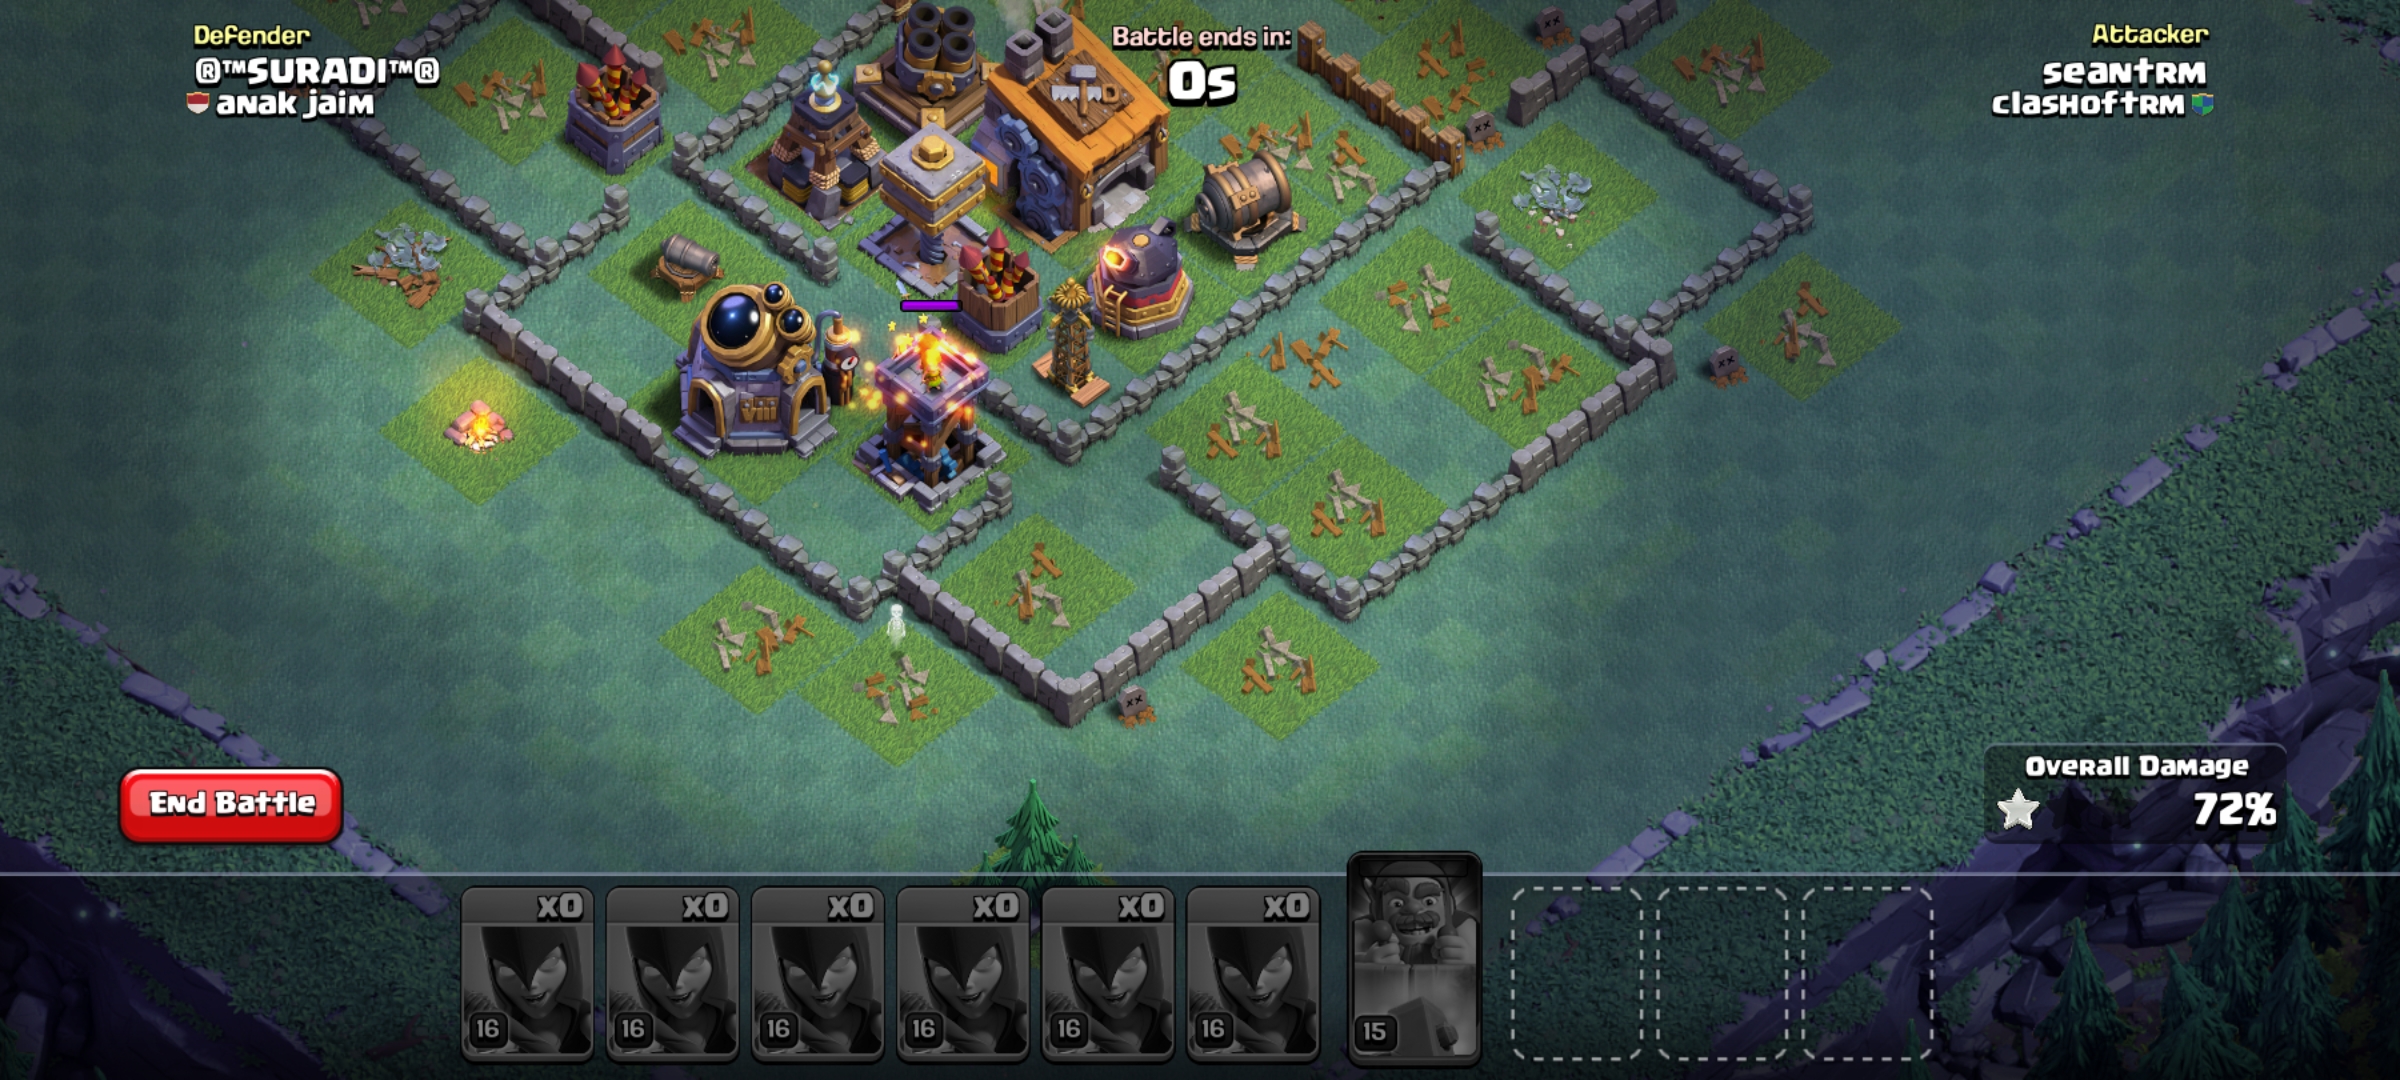 Defender
®™SURADI™®
anak jaim
Battle ends in:
0s
Attacker
seantRM
clashoftRM
VIII
End Battle
Overall Damage
72%
x0
x0
x0
x0
x0
x0
16
16
16
16
16
16
15